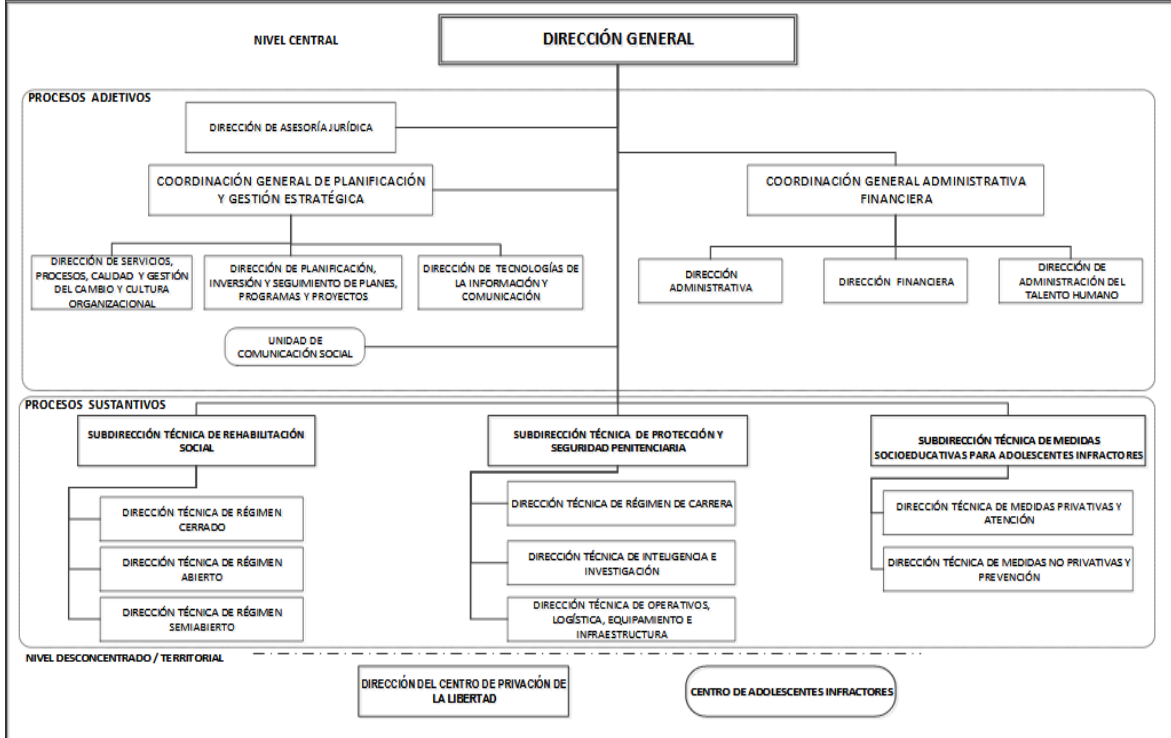 NIVEL CENTRAL
DIRECCIÓN GENERAL
PROCESOS ADJETIVOS
DIRECCIÓN DE ASESORÍA JURÍDICA
COORDINACIÓN GENERAL DE PLANIFICACIÓN
Y GESTIÓN ESTRATÉGICA
COORDINACIÓN GENERAL ADMINISTRATIVA
FINANCIERA
DIRECCIÓN DE SERVICIOS,
PROCESOS, CALIDAD Y GESTIÓN
DEL CAMBIO Y CULTURA
ORGANIZACIONAL
DIRECCIÓN DE PLANIFICACIÓN,
INVERSIÓN Y SEGUIMIENTO DE PLANES,
PROGRAMAS Y PROYECTOS
DIRECCIÓN DE TECNOLOGÍAS DE
LA INFORMACIÓN Y
COMUNICACIÓN
DIRECCIÓN
ADMINISTRATIVA
DIRECCIÓN FINANCIERA
DIRECCIÓN DE
ADMINISTRACIÓN DEL
TALENTO HUMANO
UNIDAD DE
COMUNICACIÓN SOCIAL
PROCESOS SUSTANTIVOS
SUBDIRECCIÓN TÉCNICA DE REHABILITACIÓN
SOCIAL
DIRECCIÓN TÉCNICA DE RÉGIMEN
CERRADO
DIRECCIÓN TÉCNICA DE RÉGIMEN
ABIERTO
DIRECCIÓN TÉCNICA DE RÉGIMEN
SEMIABIERTO
SUBDIRECCIÓN TÉCNICA DE PROTECCIÓN Y
SEGURIDAD PENITENCIARIA
DIRECCIÓN TÉCNICA DE RÉGIMEN DE CARRERA
DIRECCIÓN TÉCNICA DE INTELIGENCIA E
INVESTIGACIÓN
DIRECCIÓN TÉCNICA DE OPERATIVOS,
LOGÍSTICA, EQUIPAMIENTO E
INFRAESTRUCTURA
SUBDIRECCIÓN TÉCNICA DE MEDIDAS
SOCIOEDUCATIVAS PARA ADOLESCENTES INFRACTORES
DIRECCIÓN TÉCNICA DE MEDIDAS PRIVATIVAS Y
ATENCIÓN
DIRECCIÓN TÉCNICA DE MEDIDAS NO PRIVATIVAS Y
PREVENCIÓN
NIVEL DESCONCENTRADO / TERRITORIAL
DIRECCIÓN DEL CENTRO DE PRIVACIÓN DE
LA LIBERTAD
CENTRO DE ADOLESCENTES INFRACTORES